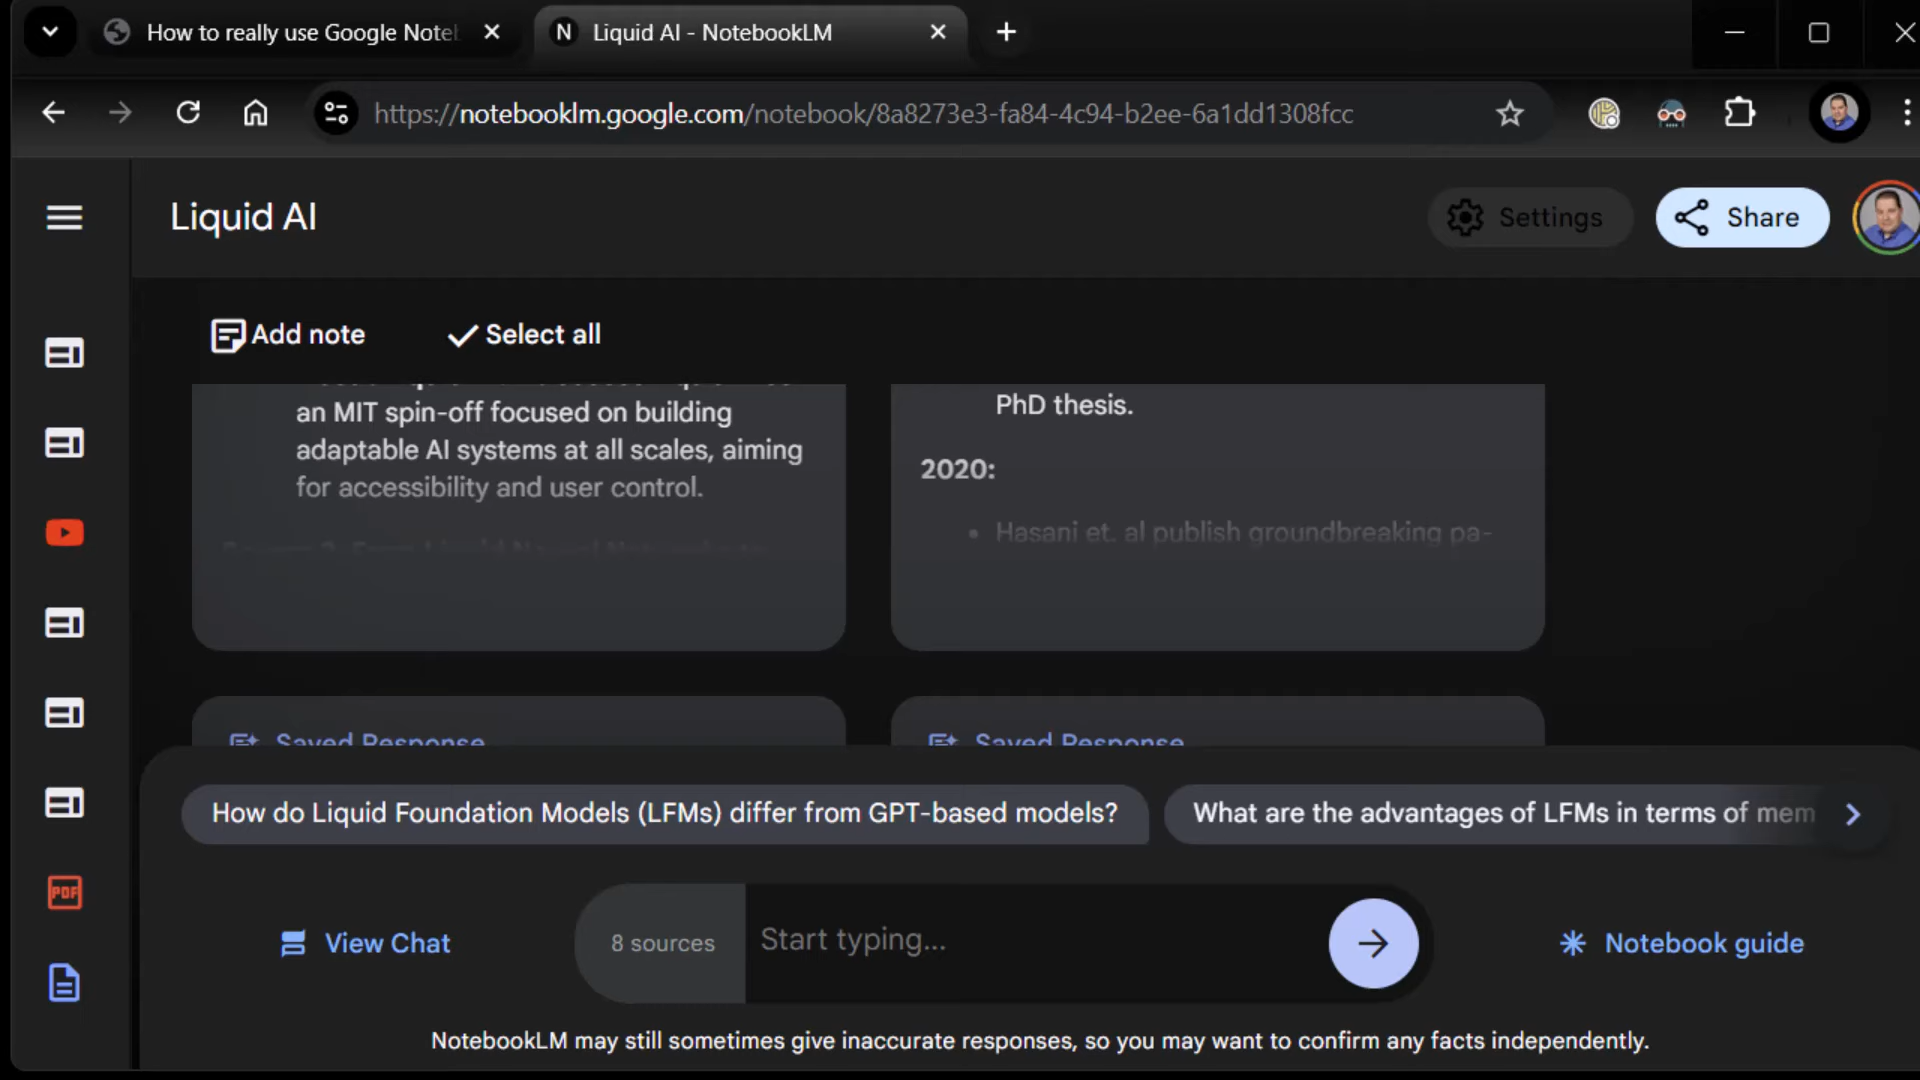 How to really use Google Note
Liquid AI - NotebookLM
https://notebooklm.google.com/notebook/8a8273e3-fa84-4c94-b2ee-6a1dd1308fcc
Liquid AI
Settings
Share
Add note
Select all
an MIT spin-off focused on building
adaptable AI systems at all scales, aiming
for accessibility and user control.
PhD thesis.
2020:
• Hasani et. al publish groundbreaking pa-
Saved Response
Saved Response
How do Liquid Foundation Models (LFMs) differ from GPT-based models?
What are the advantages of LFMs in terms of mem
PDF
View Chat
8 sources
Start typing...
Notebook guide
NotebookLM may still sometimes give inaccurate responses, so you may want to confirm any facts independently.